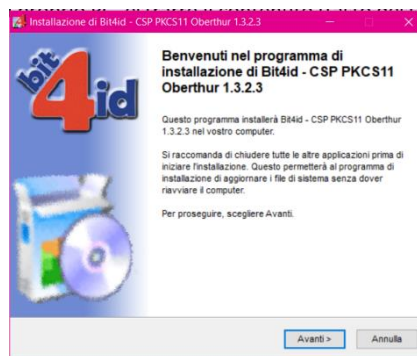 Installazione di Bit4id - CSP PKCS11 Oberthur 1.3.2.3
bit
4id
Benvenuti nel programma di
installazione di Bit4id - CSP PKCS11
Oberthur 1.3.2.3
Questo programma installerà Bit4id - CSP PKCS11 Oberthur
1.3.2.3 nel vostro computer.
Si raccomanda di chiudere tutte le altre applicazioni prima di
iniziare l'installazione. Questo permetterà al programma di
installazione di aggiornare i file di sistema senza dover
riavviare il computer.
Per proseguire, scegliere Avanti.
Avanti >
Annulla